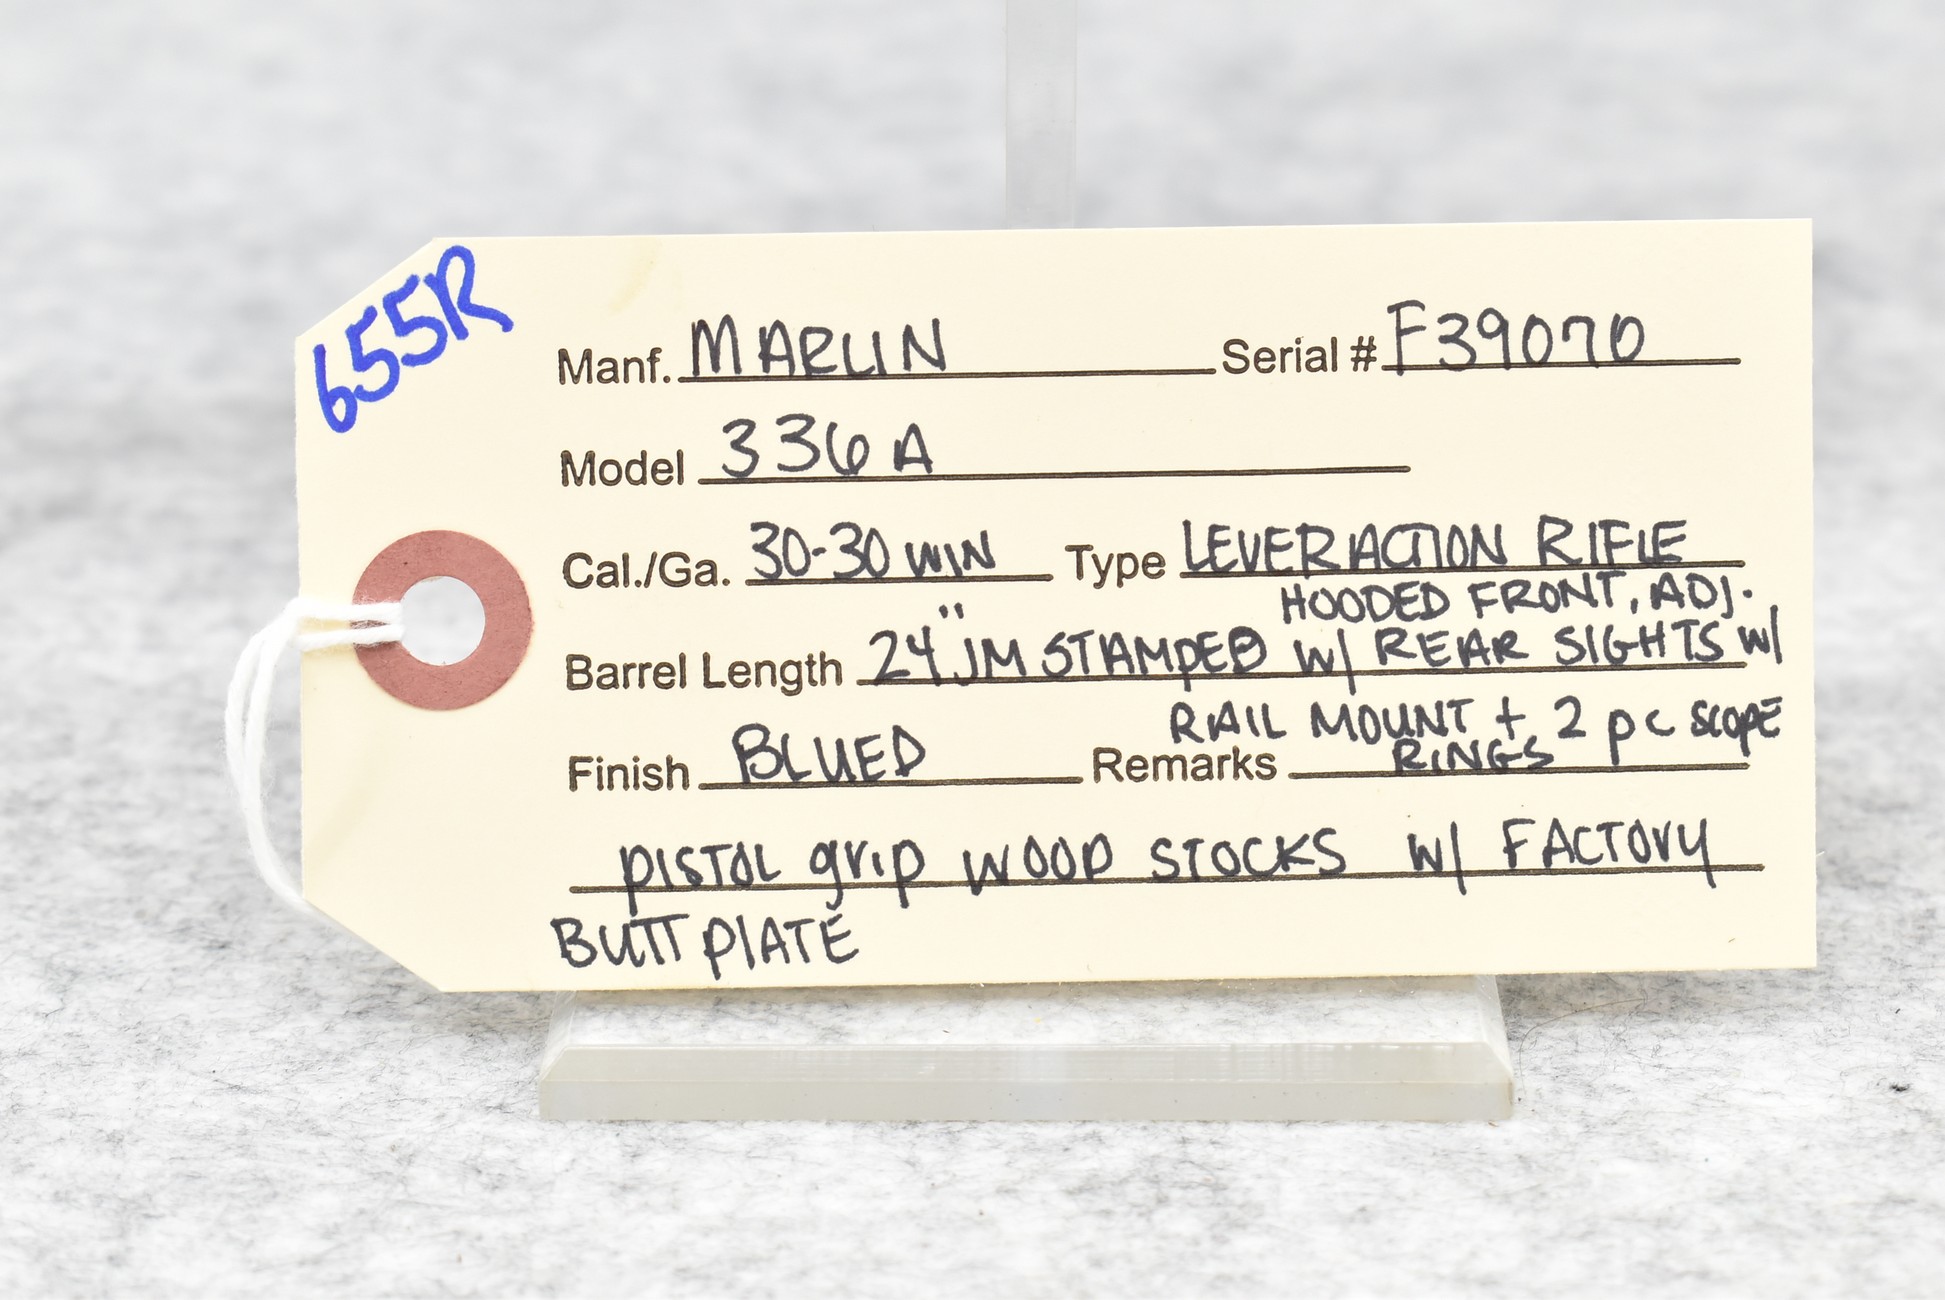 655R
Manf. MARLIN Serial # F39070
Model 336A
Cal./Ga. 30-30 WIN Type LEVER ACTION RIFLE
HOODED FRONT, ADJ.
Barrel Length 24" JM STAMPED W/ REAR SIGHTS W/
RAIL MOUNT + 2 pc SCOPE
Finish BLUED Remarks RINGS
PISTOL grip WOOD STOCKS W/ FACTORY
BUTT PLATE